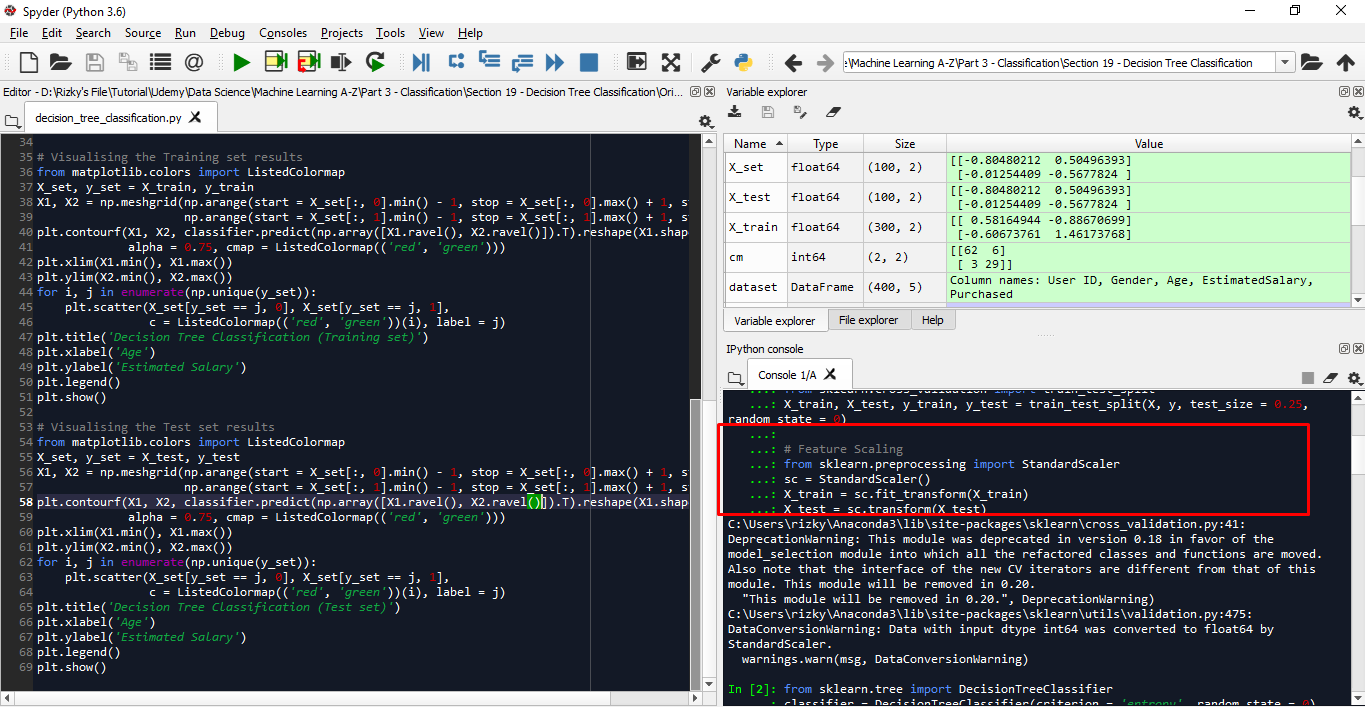 Spyder (Python 3.6)
File Edit Search Source Run Debug Consoles Projects Tools View Help
:\Machine Learning A-Z\Part 3 - Classification\Section 19 - Decision Tree Classification
Editor - D:\Rizky's File\Tutorial\Udemy\Data Science\Machine Learning A-Z\Part 3 - Classification\Section 19 - Decision Tree Classification\Ori...
decision_tree_classification.py
34
35 # Visualising the Training set results
36 from matplotlib.colors import ListedColormap
37 X_set, y_set = X_train, y_train
38 X1, X2 = np.meshgrid(np.arange(start = X_set[:, 0].min() - 1, stop = X_set[:, 0].max() + 1, s
39 np.arange(start = X_set[:, 1].min() - 1, stop = X_set[:, 1].max() + 1, s
40 plt.contourf(X1, X2, classifier.predict(np.array([X1.ravel(), X2.ravel()]).T).reshape(X1.shap
41 alpha = 0.75, cmap = ListedColormap(('red', 'green')))
42 plt.xlim(X1.min(), X1.max())
43 plt.ylim(X2.min(), X2.max())
44 for i, j in enumerate(np.unique(y_set)):
45 plt.scatter(X_set[y_set == j, 0], X_set[y_set == j, 1],
46 c = ListedColormap(('red', 'green'))(i), label = j)
47 plt.title('Decision Tree Classification (Training set)')
48 plt.xlabel('Age')
49 plt.ylabel('Estimated Salary')
50 plt.legend()
51 plt.show()
52
53 # Visualising the Test set results
54 from matplotlib.colors import ListedColormap
55 X_set, y_set = X_test, y_test
56 X1, X2 = np.meshgrid(np.arange(start = X_set[:, 0].min() - 1, stop = X_set[:, 0].max() + 1, s
57 np.arange(start = X_set[:, 1].min() - 1, stop = X_set[:, 1].max() + 1, s
58 plt.contourf(X1, X2, classifier.predict(np.array([X1.ravel(), X2.ravel()]).T).reshape(X1.shap
59 alpha = 0.75, cmap = ListedColormap(('red', 'green')))
60 plt.xlim(X1.min(), X1.max())
61 plt.ylim(X2.min(), X2.max())
62 for i, j in enumerate(np.unique(y_set)):
63 plt.scatter(X_set[y_set == j, 0], X_set[y_set == j, 1],
64 c = ListedColormap(('red', 'green'))(i), label = j)
65 plt.title('Decision Tree Classification (Test set)')
66 plt.xlabel('Age')
67 plt.ylabel('Estimated Salary')
68 plt.legend()
69 plt.show()
Variable explorer
Name Type Size Value
X_set float64 (100, 2) [[-0.80480212 0.50496393]
[-0.01254409 -0.5677824 ]
X_test float64 (100, 2) [[-0.80480212 0.50496393]
[-0.01254409 -0.5677824 ]
X_train float64 (300, 2) [[ 0.58164944 -0.88670699]
[-0.60673761 1.46173768]
cm int64 (2, 2) [[62 6]
[ 3 29]]
dataset DataFrame (400, 5) Column names: User ID, Gender, Age, EstimatedSalary,
Purchased
Variable explorer File explorer Help
IPython console
Console 1/A
...: from sklearn.cross_validation import train_test_split
...: X_train, X_test, y_train, y_test = train_test_split(X, y, test_size = 0.25,
random_state = 0)
...:
...: # Feature Scaling
...: from sklearn.preprocessing import StandardScaler
...: sc = StandardScaler()
...: X_train = sc.fit_transform(X_train)
...: X_test = sc.transform(X_test)
C:\Users\rizky\Anaconda3\lib\site-packages\sklearn\cross_validation.py:41:
DeprecationWarning: This module was deprecated in version 0.18 in favor of the
model_selection module into which all the refactored classes and functions are moved.
Also note that the interface of the new CV iterators are different from that of this
module. This module will be removed in 0.20.
"This module will be removed in 0.20.", DeprecationWarning)
C:\Users\rizky\Anaconda3\lib\site-packages\sklearn\utils\validation.py:475:
DataConversionWarning: Data with input dtype int64 was converted to float64 by
StandardScaler.
warnings.warn(msg, DataConversionWarning)
In [2]: from sklearn.tree import DecisionTreeClassifier
...: classifier = DecisionTreeClassifier(criterion = 'entropy', random_state = 0)